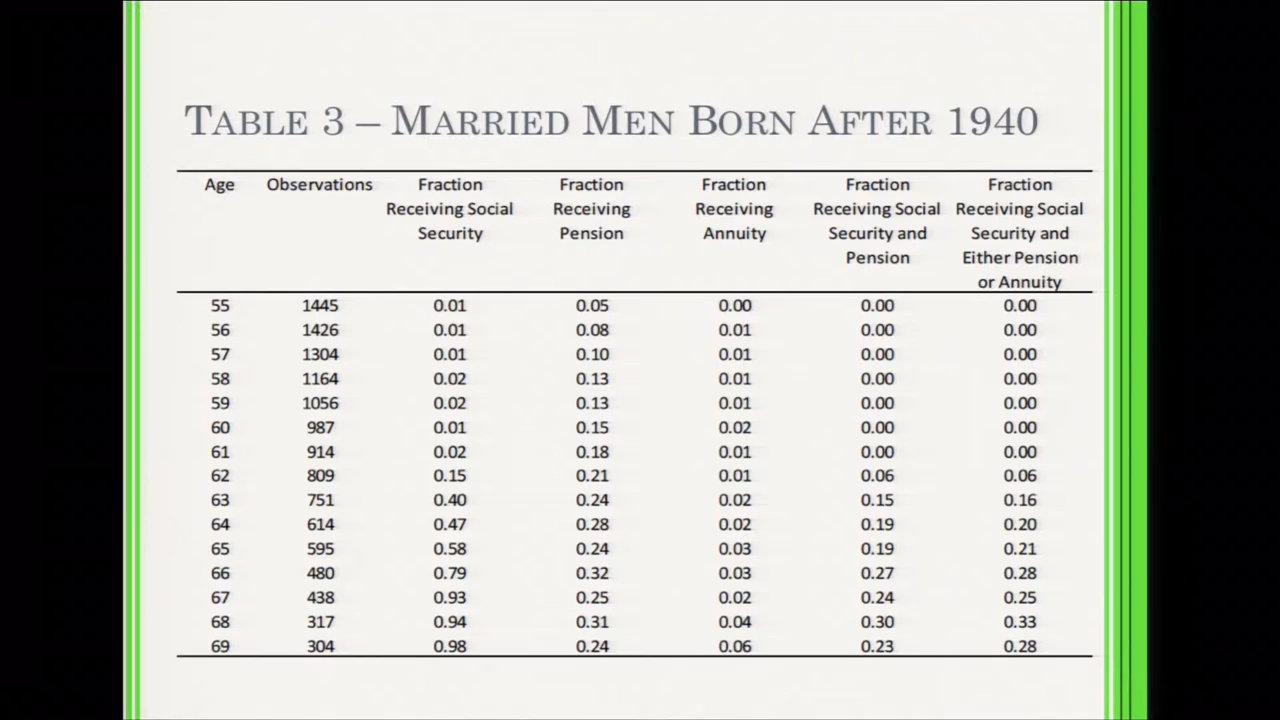 TABLE 3 – MARRIED MEN BORN AFTER 1940
Age Observations Fraction Fraction Fraction Fraction Fraction
Receiving Social Receiving Receiving Receiving Social Receiving Social
Security Pension Annuity Security and Security and
Pension Either Pension
or Annuity
55 1445 0.01 0.05 0.00 0.00 0.00
56 1426 0.01 0.08 0.01 0.00 0.00
57 1304 0.01 0.10 0.01 0.00 0.00
58 1164 0.02 0.13 0.01 0.00 0.00
59 1056 0.02 0.13 0.01 0.00 0.00
60 987 0.01 0.15 0.02 0.00 0.00
61 914 0.02 0.18 0.01 0.00 0.00
62 809 0.15 0.21 0.01 0.06 0.06
63 751 0.40 0.24 0.02 0.15 0.16
64 614 0.47 0.28 0.02 0.19 0.20
65 595 0.58 0.24 0.03 0.19 0.21
66 480 0.79 0.32 0.03 0.27 0.28
67 438 0.93 0.25 0.02 0.24 0.25
68 317 0.94 0.31 0.04 0.30 0.33
69 304 0.98 0.24 0.06 0.23 0.28